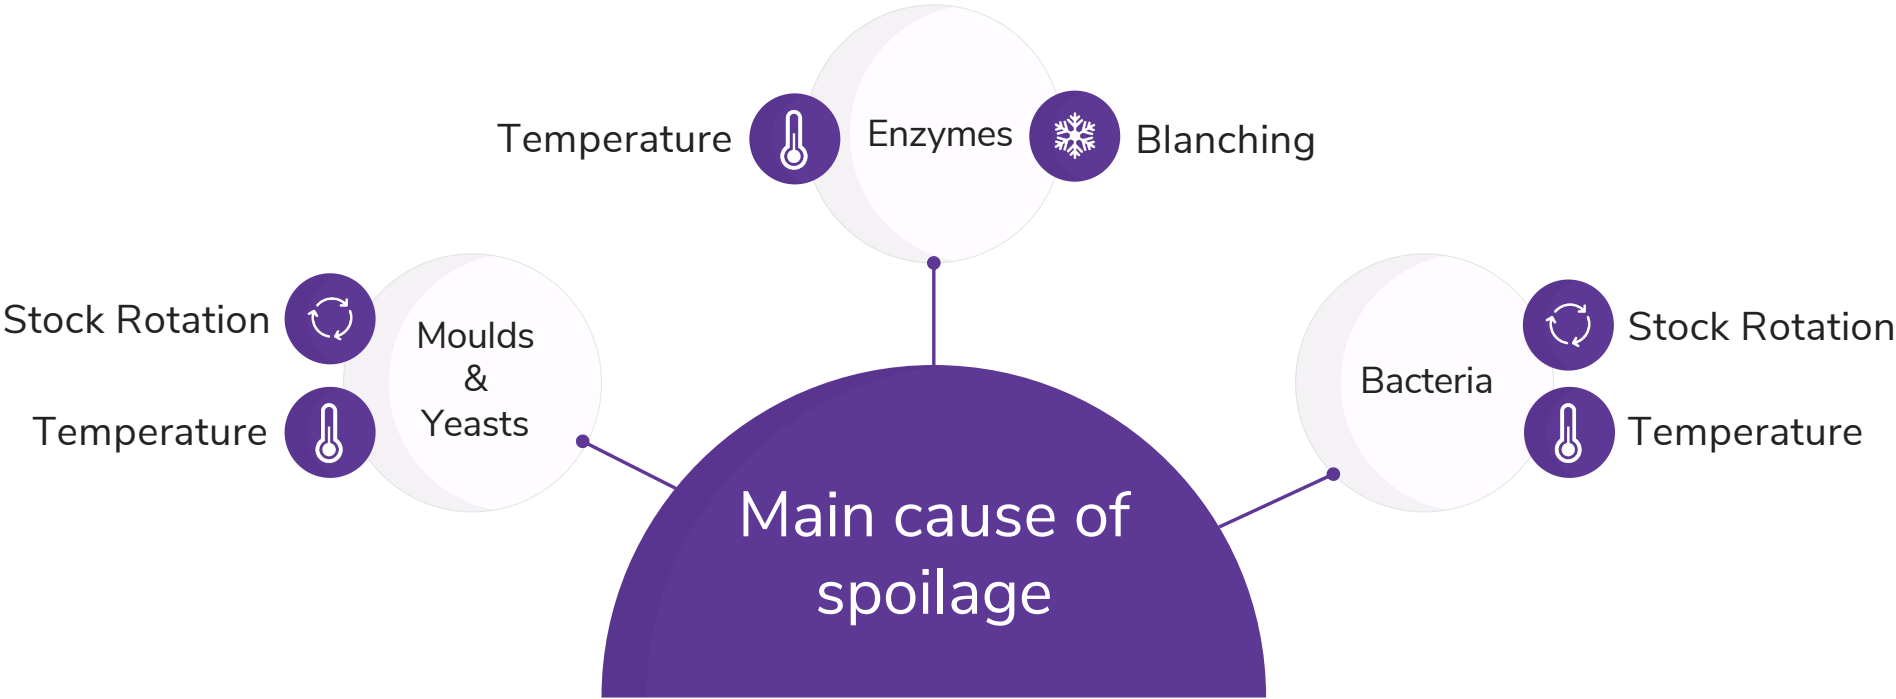 Temperature
Enzymes
Blanching
Stock Rotation
Temperature
Moulds
&
Yeasts
Bacteria
Stock Rotation
Temperature
Main cause of
spoilage